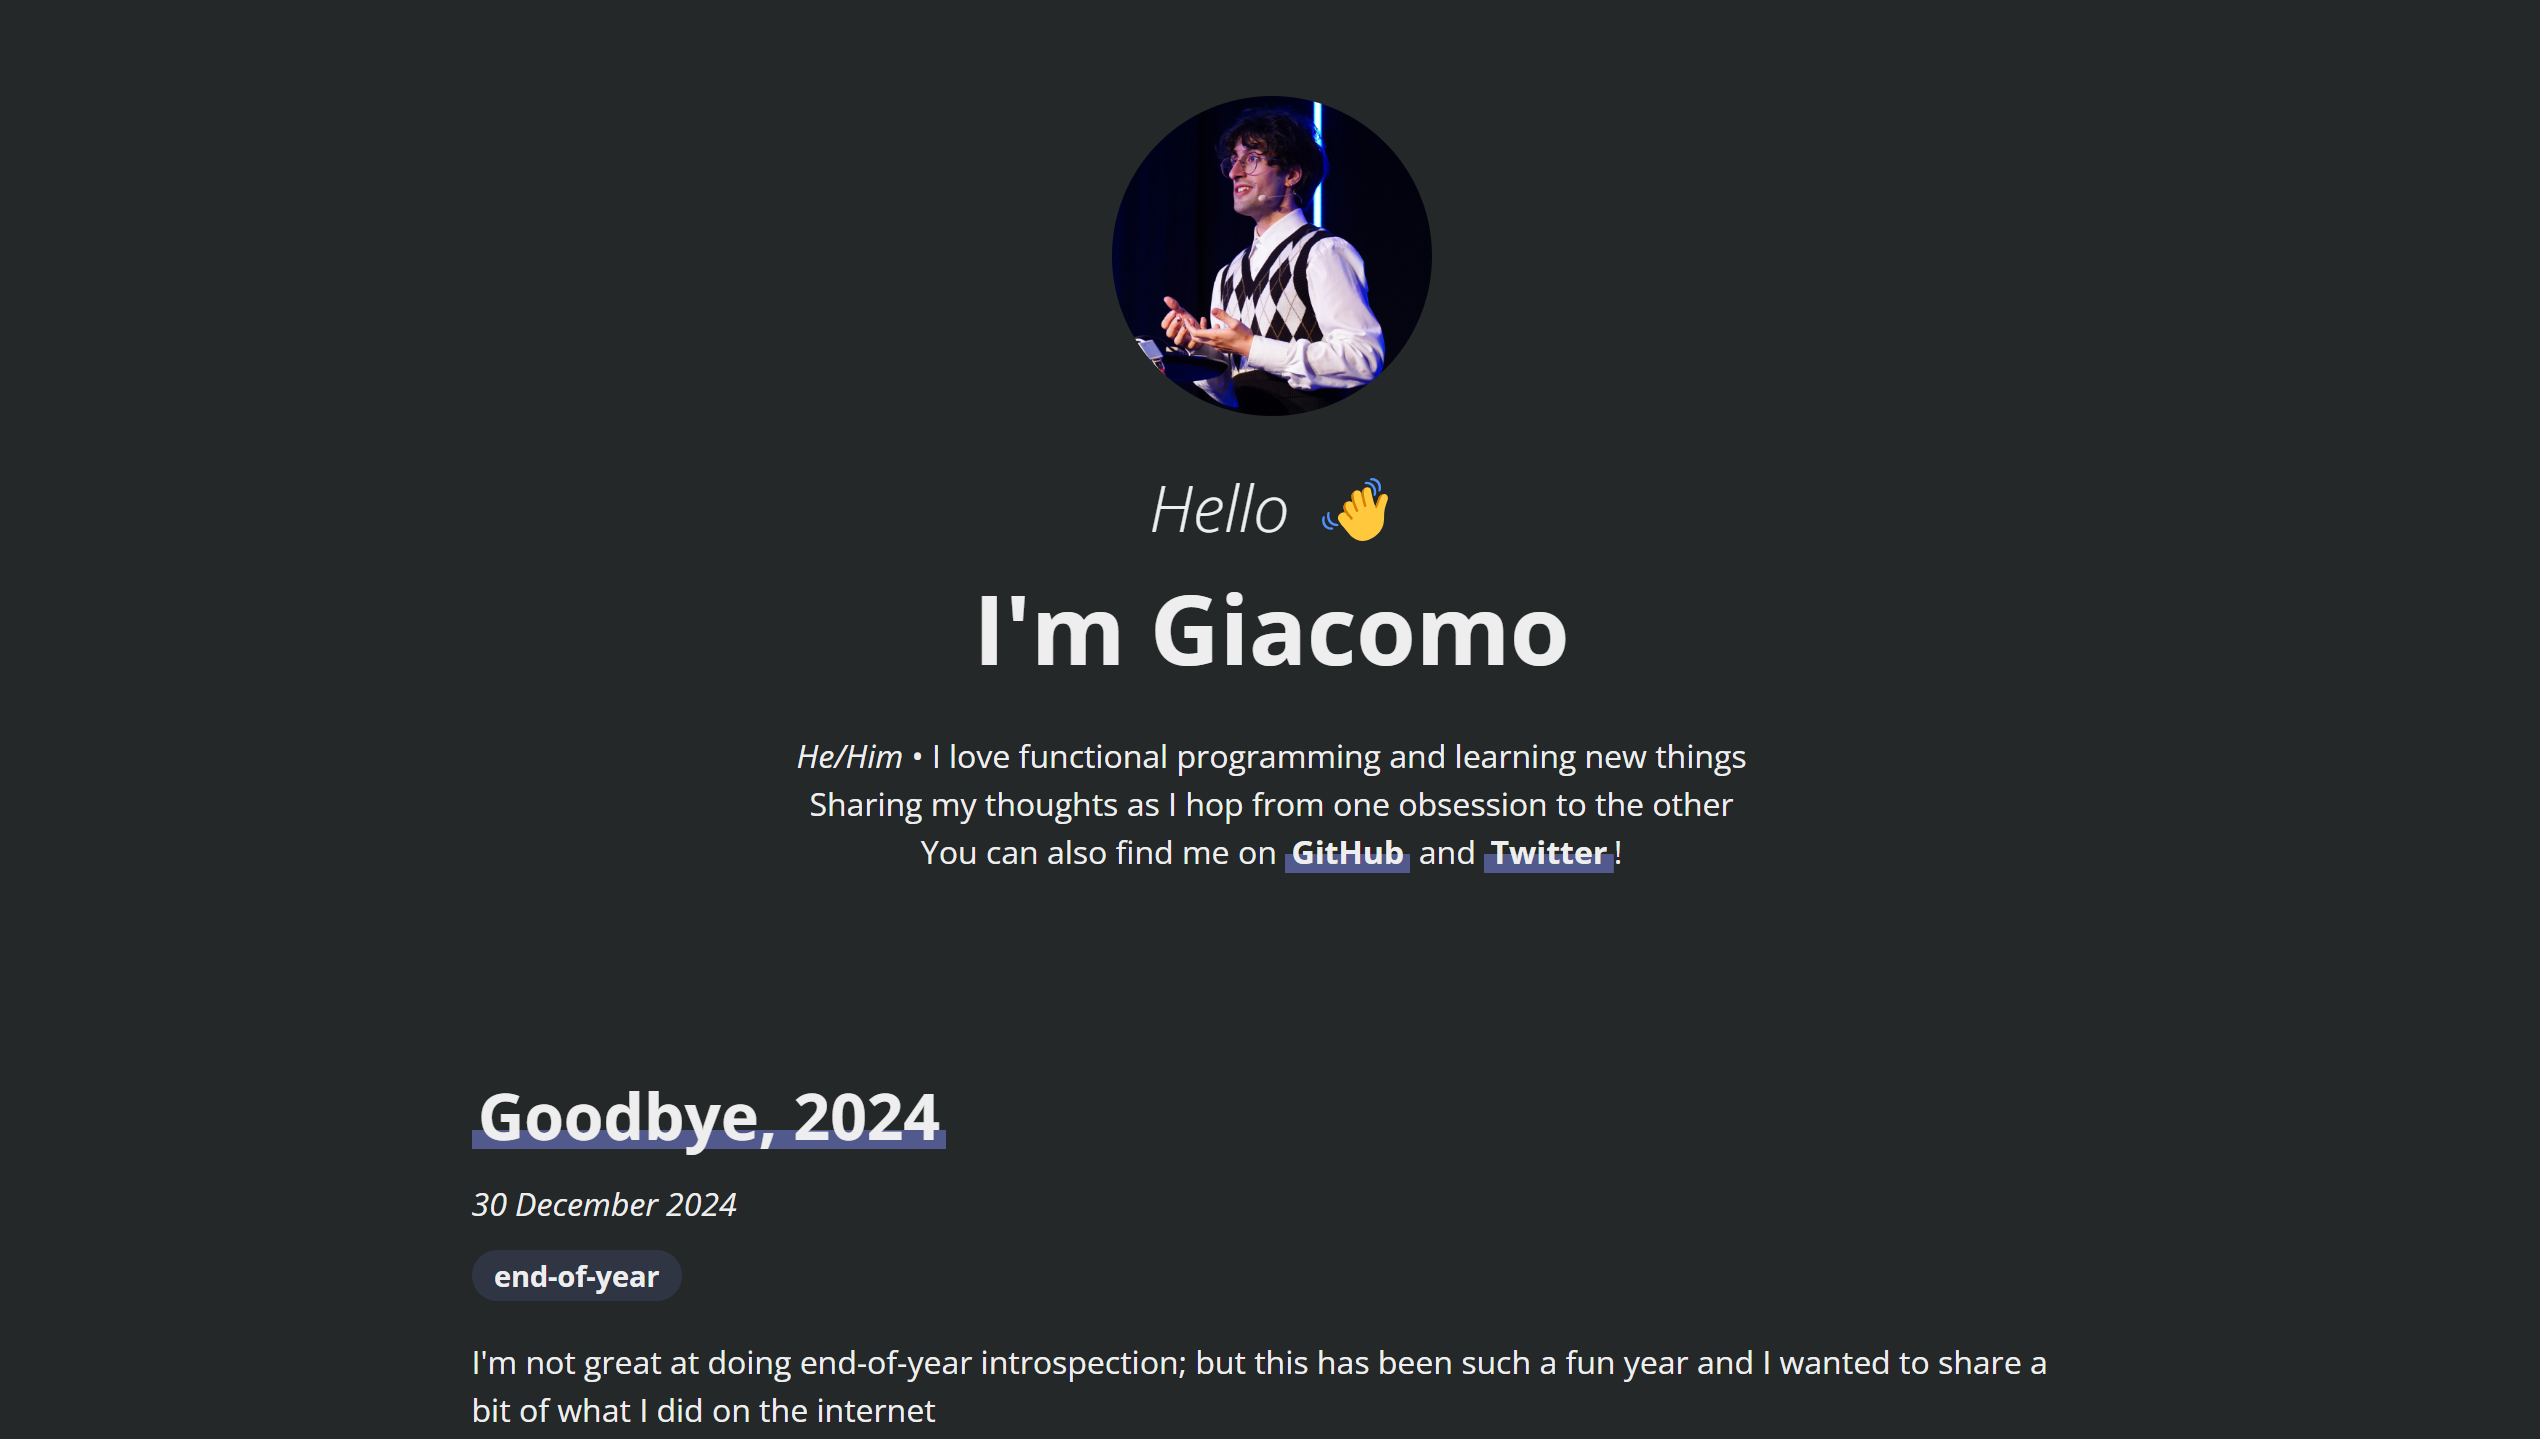 Hello 👋
I'm Giacomo
He/Him • I love functional programming and learning new things
Sharing my thoughts as I hop from one obsession to the other
You can also find me on GitHub and Twitter!
Goodbye, 2024
30 December 2024
end-of-year
I'm not great at doing end-of-year introspection; but this has been such a fun year and I wanted to share a
bit of what I did on the internet